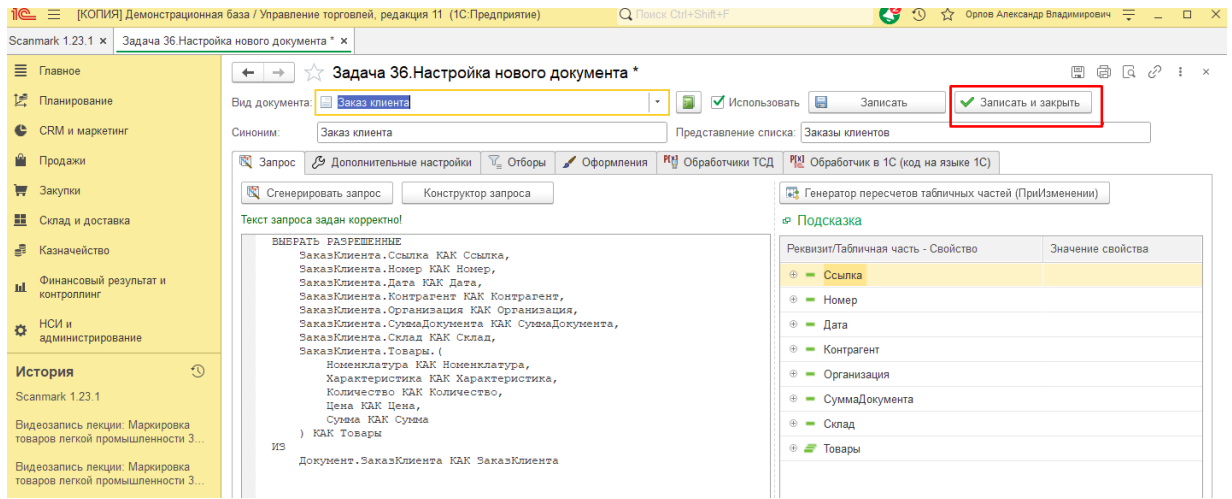 [КОПИЯ] Демонстрационная база / Управление торговлей, редакция 11 (1С:Предприятие)
Поиск Ctrl+Shift+F
Орлов Александр Владимирович
Scanmark 1.23.1 ×
Задача 36.Настройка нового документа * ×
Главное
Планирование
CRM и маркетинг
Продажи
Закупки
Склад и доставка
Казначейство
Финансовый результат и
контроллинг
НСИ и
администрирование
История
Scanmark 1.23.1
Видеозапись лекции: Маркировка
товаров легкой промышленности 3...
Видеозапись лекции: Маркировка
товаров легкой промышленности 3...
Задача 36.Настройка нового документа *
Вид документа: Заказ клиента
Использовать
Записать
Записать и закрыть
Синоним: Заказ клиента
Представление списка: Заказы клиентов
Запрос
Дополнительные настройки
Отборы
Оформления
Обработчики ТСД
Обработчик в 1С (код на языке 1С)
Сгенерировать запрос
Конструктор запроса
Текст запроса задан корректно!
ВЫБРАТЬ РАЗРЕШЕННЫЕ
ЗаказКлиента.Ссылка КАК Ссылка,
ЗаказКлиента.Номер КАК Номер,
ЗаказКлиента.Дата КАК Дата,
ЗаказКлиента.Контрагент КАК Контрагент,
ЗаказКлиента.Организация КАК Организация,
ЗаказКлиента.СуммаДокумента КАК СуммаДокумента,
ЗаказКлиента.Склад КАК Склад,
ЗаказКлиента.Товары.(
Номенклатура КАК Номенклатура,
Характеристика КАК Характеристика,
Количество КАК Количество,
Цена КАК Цена,
Сумма КАК Сумма
) КАК Товары
ИЗ
Документ.ЗаказКлиента КАК ЗаказКлиента
Генератор пересчетов табличных частей (ПриИзменении)
Подсказка
Реквизит/Табличная часть - Свойство
Значение свойства
Ссылка
Номер
Дата
Контрагент
Организация
СуммаДокумента
Склад
Товары